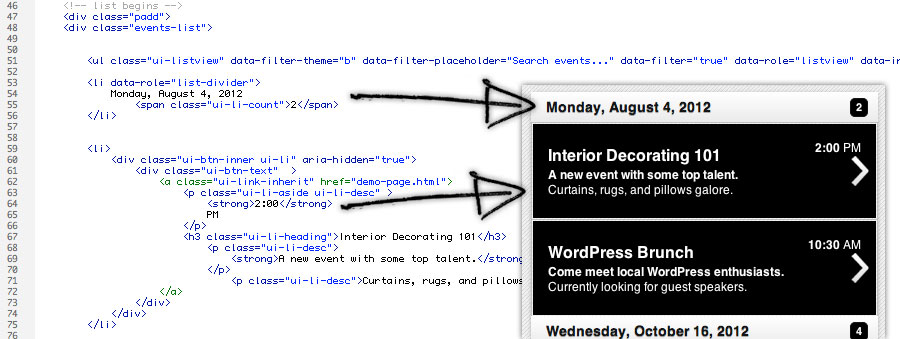 46 <!-- list begins -->
47 <div class="padd">
48 <div class="events-list">
49
50
51 <ul class="ui-listview" data-filter-theme="b" data-filter-placeholder="Search events..." data-filter="true" data-role="listview" data-in
52
53 <li data-role="list-divider">
54 Monday, August 4, 2012
55 <span class="ui-li-count">2</span>
56 </li>
57
58
59 <li>
60 <div class="ui-btn-inner ui-li" aria-hidden="true">
61 <div class="ui-btn-text" >
62 <a class="ui-link-inherit" href="demo-page.html">
63 <p class="ui-li-aside ui-li-desc" >
64 <strong>2:00</strong>
65 PM
66 </p>
67 <h3 class="ui-li-heading">Interior Decorating 101</h3>
68 <p class="ui-li-desc">
69 <strong>A new event with some top talent.</strong
70 </p>
71 <p class="ui-li-desc">Curtains, rugs, and pillows
72 </a>
73 </div>
74 </div>
75 </li>
76
Monday, August 4, 2012 2
2:00 PM
Interior Decorating 101
A new event with some top talent.
Curtains, rugs, and pillows galore.
10:30 AM
WordPress Brunch
Come meet local WordPress enthusiasts.
Currently looking for guest speakers.
Wednesday, October 16, 2012 4